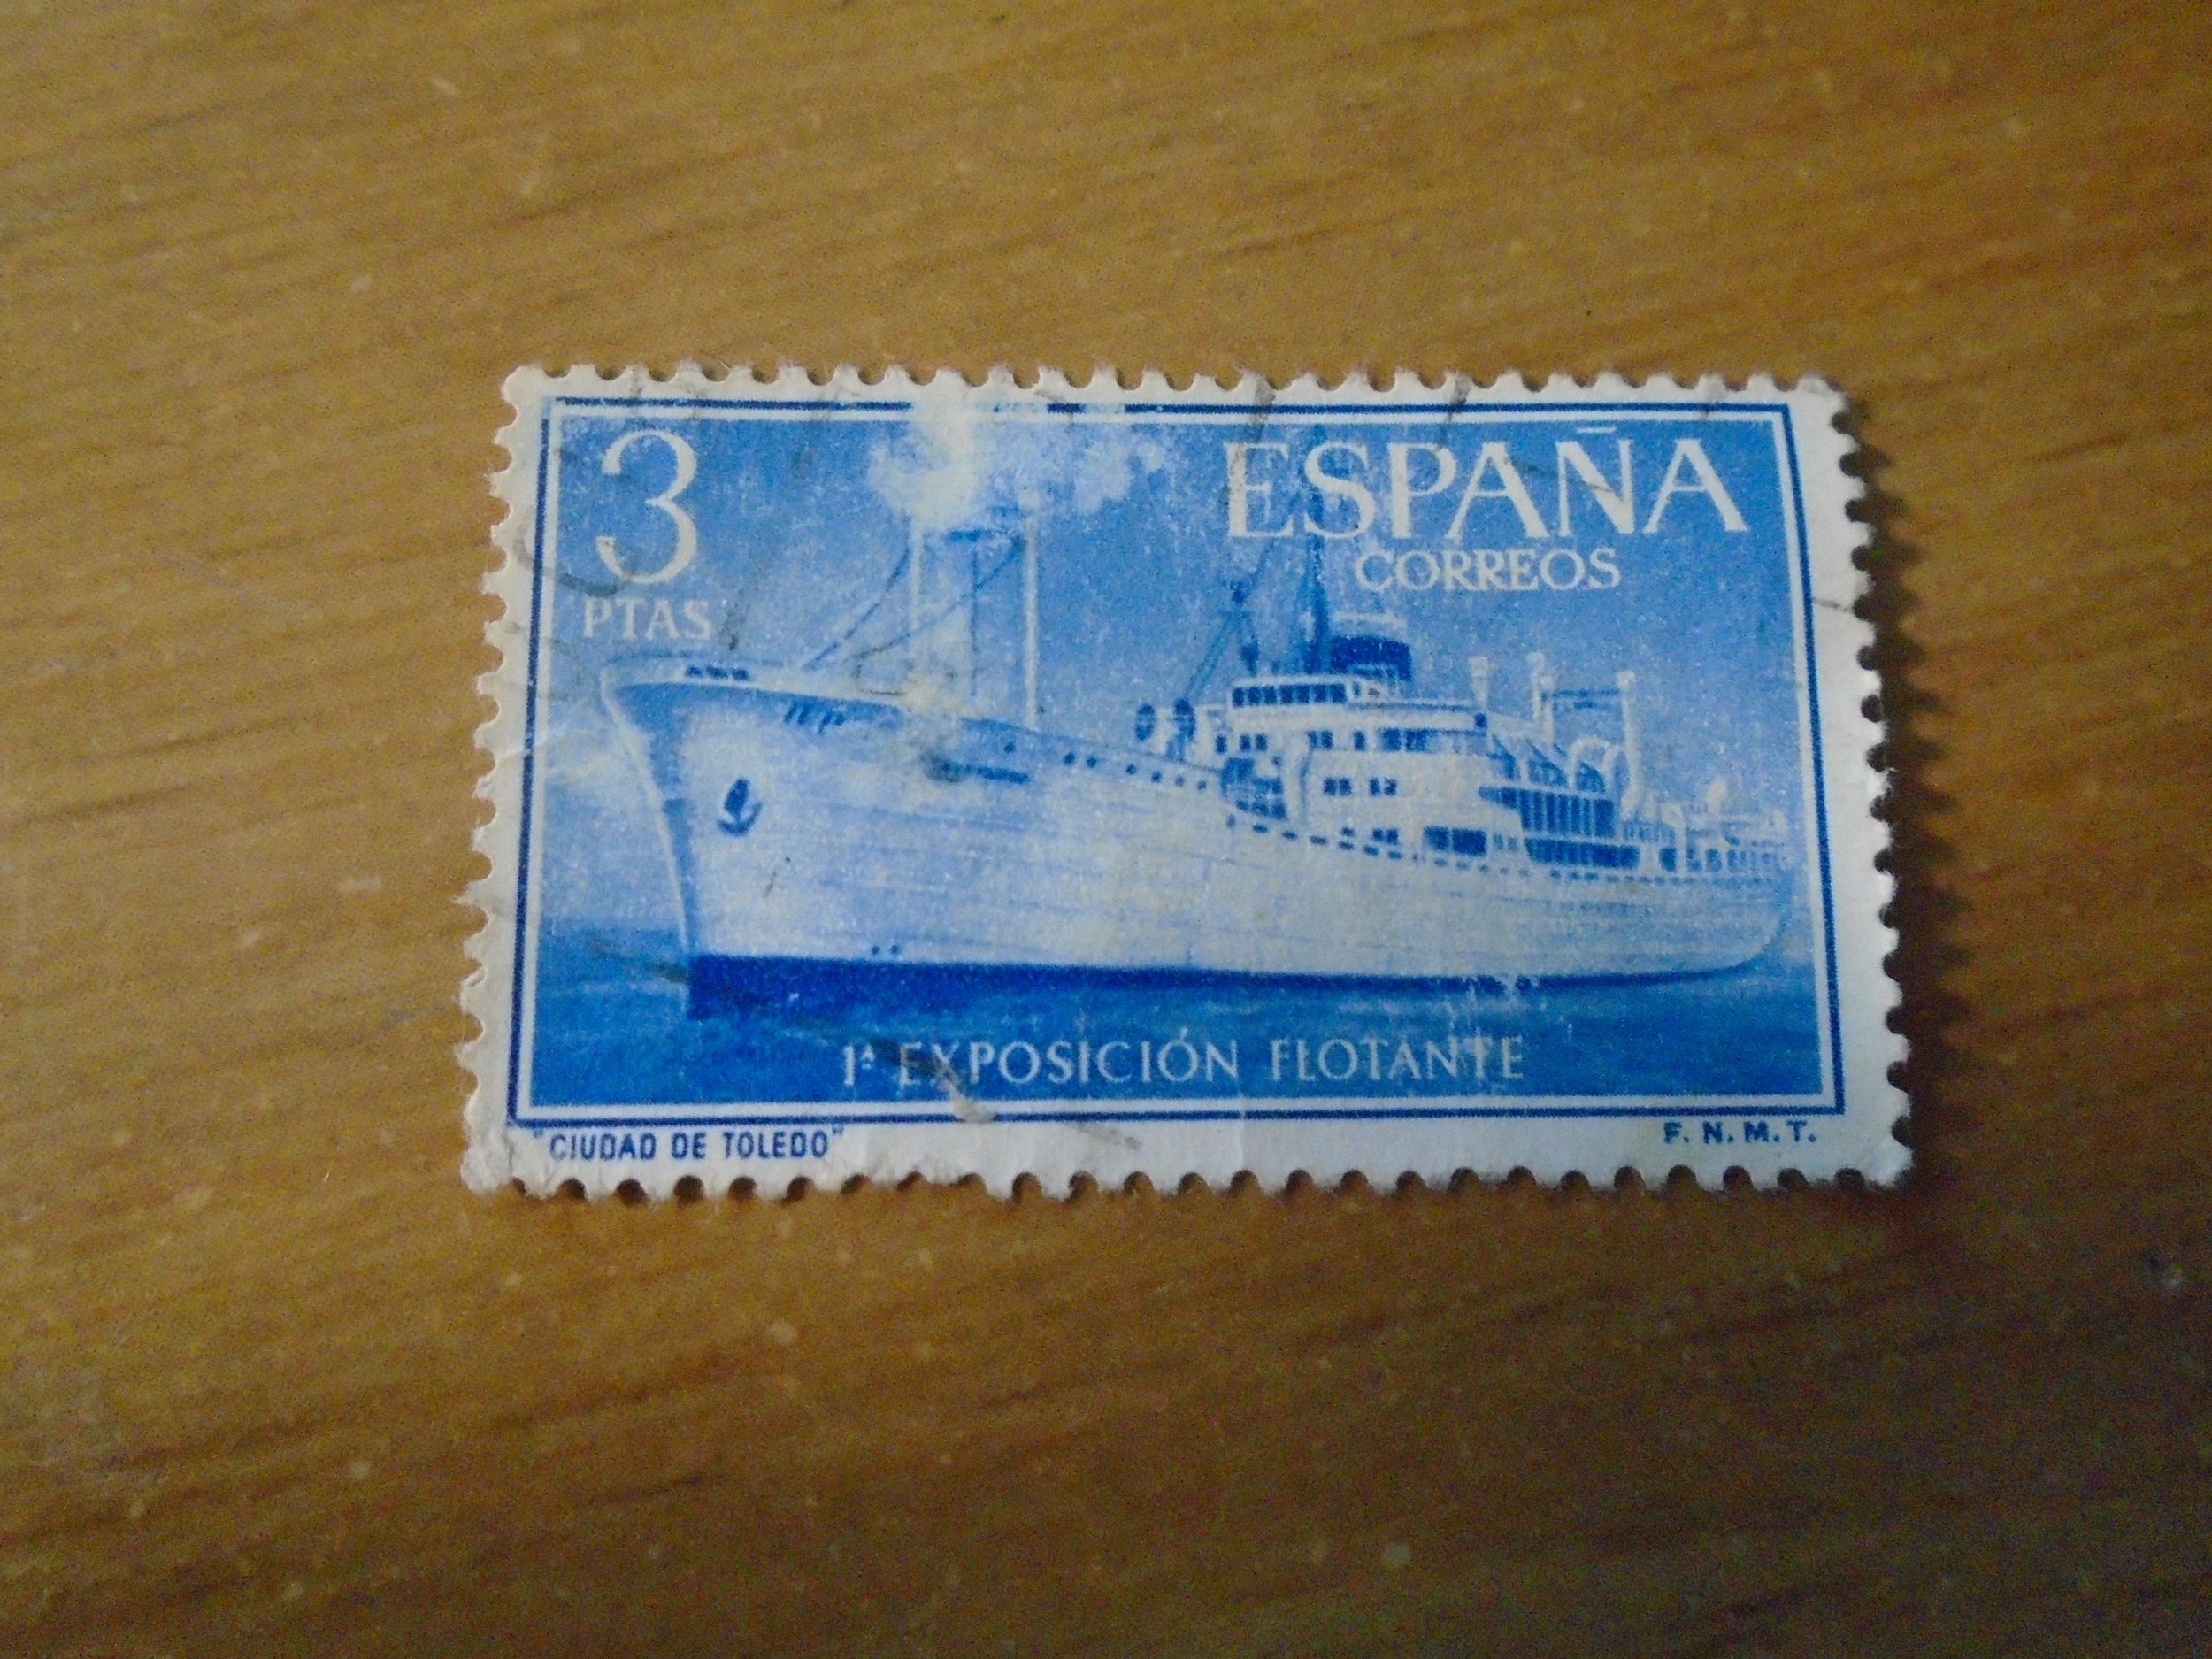 3
PTAS
ESPAÑA
CORREOS
1ª EXPOSICIÓN FLOTANTE
"CIUDAD DE TOLEDO"
F. N. M. T.